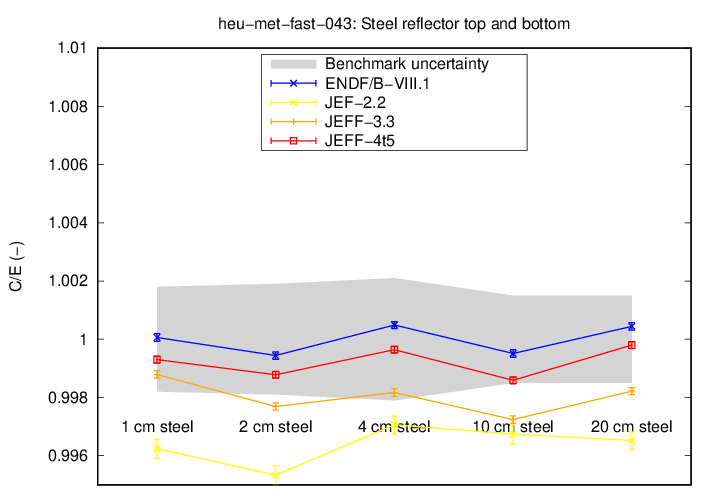 heu−met−fast−043: Steel reflector top and bottom
1.01
1.008
1.006
1.004
1.002
1
0.998
0.996
C/E (−)
Benchmark uncertainty
ENDF/B−VIII.1
JEF−2.2
JEFF−3.3
JEFF−4t5
1 cm steel 2 cm steel 4 cm steel 10 cm steel 20 cm steel